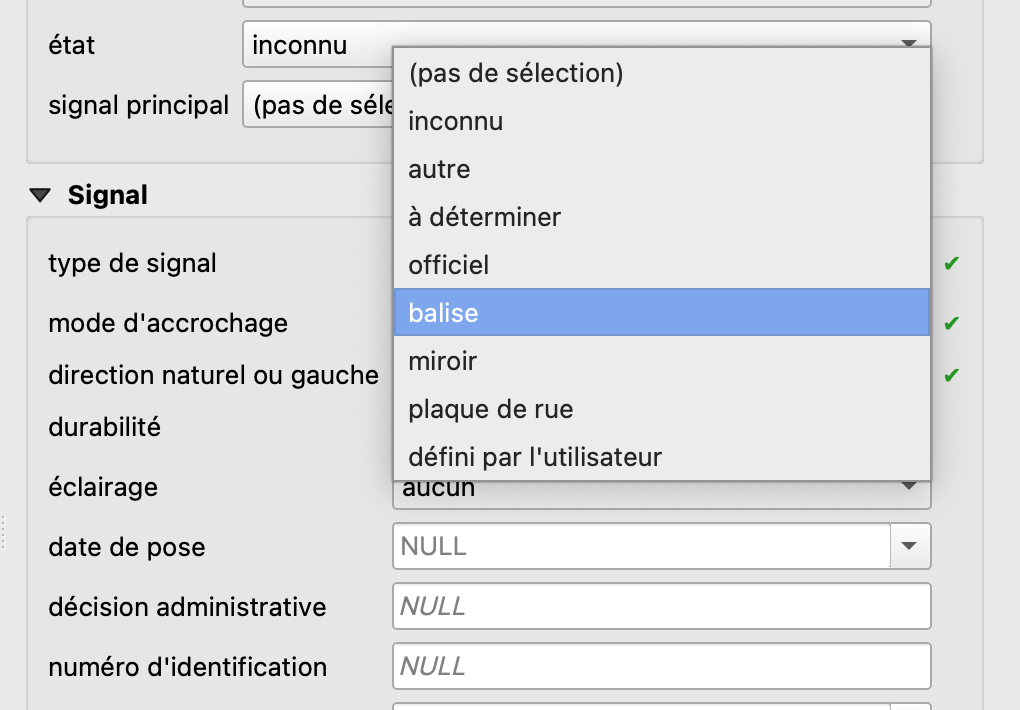 état
inconnu
signal principal
(pas de séle
(pas de sélection)
inconnu
autre
à déterminer
officiel
balise
miroir
plaque de rue
défini par l'utilisateur
Signal
type de signal
mode d'accrochage
direction naturel ou gauche
durabilité
éclairage
aucun
date de pose
NULL
décision administrative
NULL
numéro d'identification
NULL